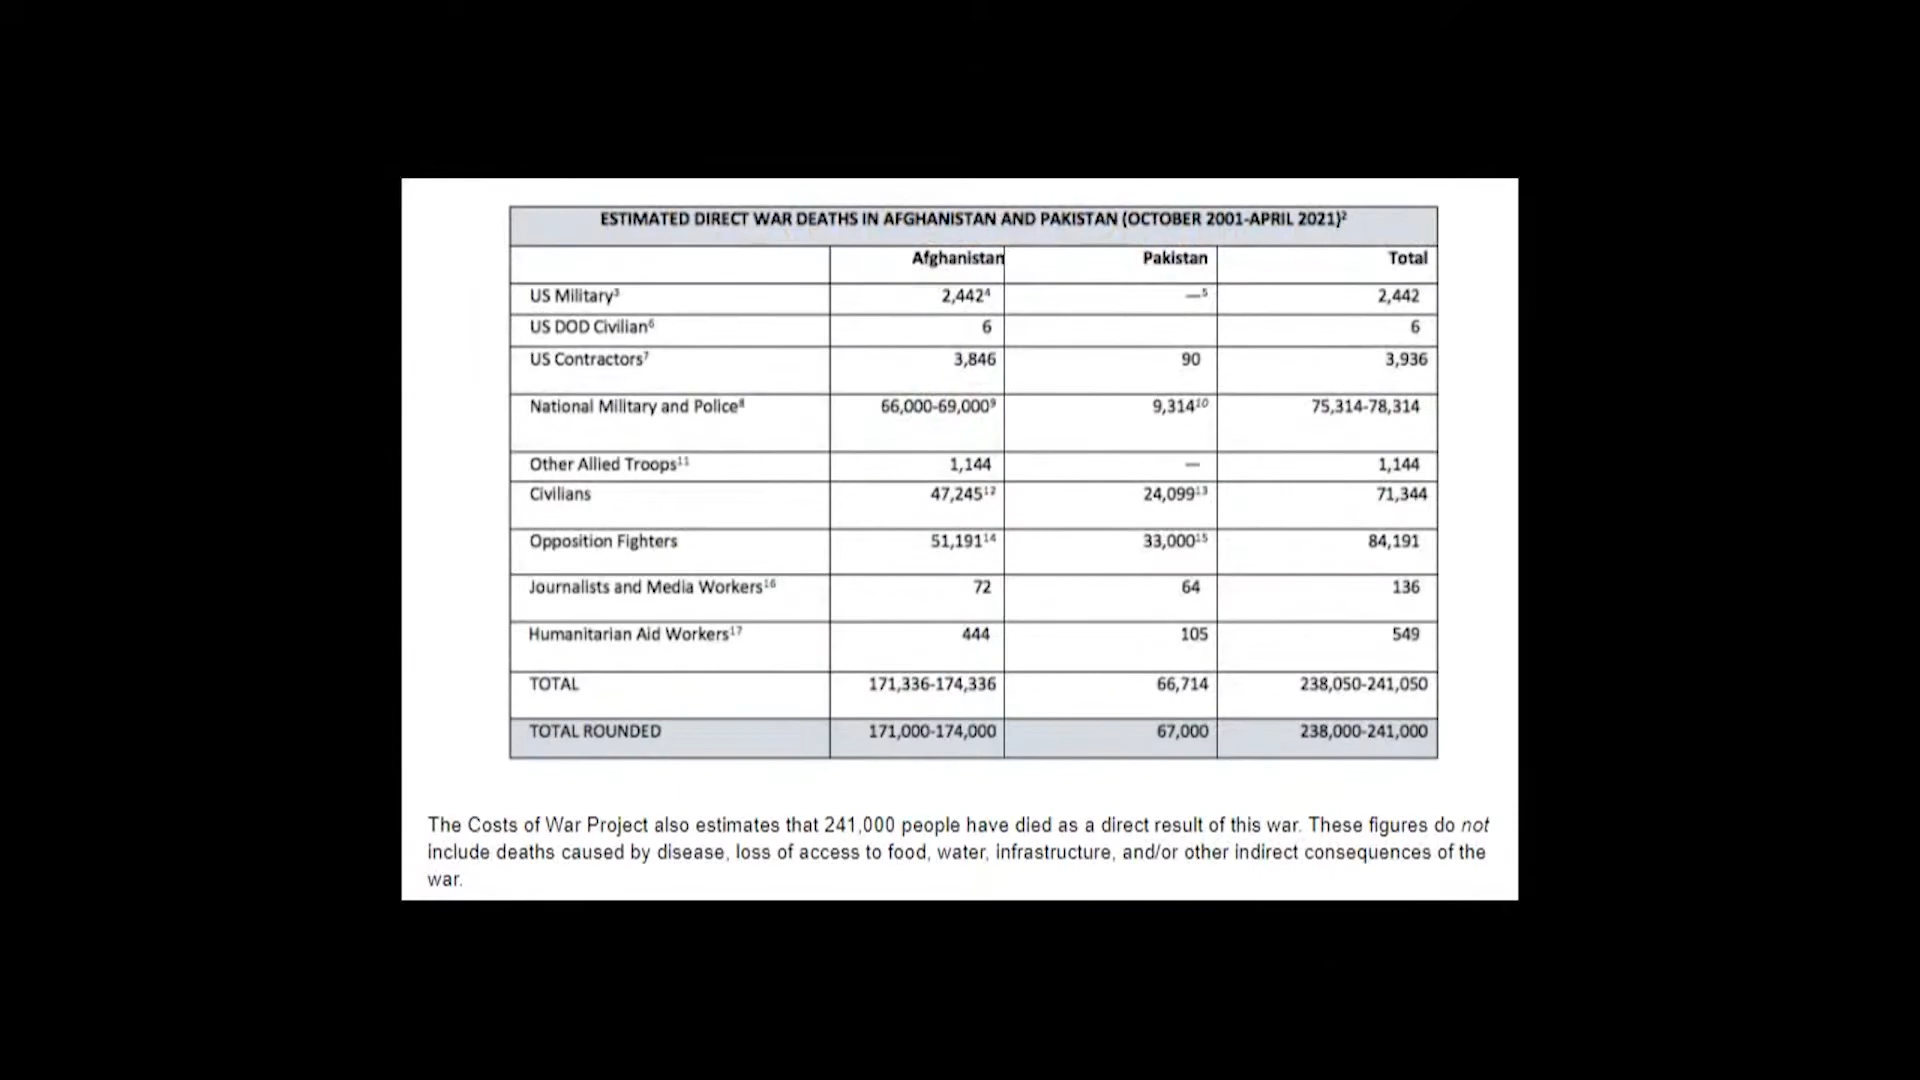 ESTIMATED DIRECT WAR DEATHS IN AFGHANISTAN AND PAKISTAN (OCTOBER 2001-APRIL 2021)²
Afghanistan Pakistan Total
US Military³ 2,442⁴ —⁵ 2,442
US DOD Civilian⁶ 6 6
US Contractors⁷ 3,846 90 3,936
National Military and Police⁸ 66,000-69,000⁹ 9,314¹⁰ 75,314-78,314
Other Allied Troops¹¹ 1,144 — 1,144
Civilians 47,245¹² 24,099¹³ 71,344
Opposition Fighters 51,191¹⁴ 33,000¹⁵ 84,191
Journalists and Media Workers¹⁶ 72 64 136
Humanitarian Aid Workers¹⁷ 444 105 549
TOTAL 171,336-174,336 66,714 238,050-241,050
TOTAL ROUNDED 171,000-174,000 67,000 238,000-241,000
The Costs of War Project also estimates that 241,000 people have died as a direct result of this war. These figures do not
include deaths caused by disease, loss of access to food, water, infrastructure, and/or other indirect consequences of the
war.